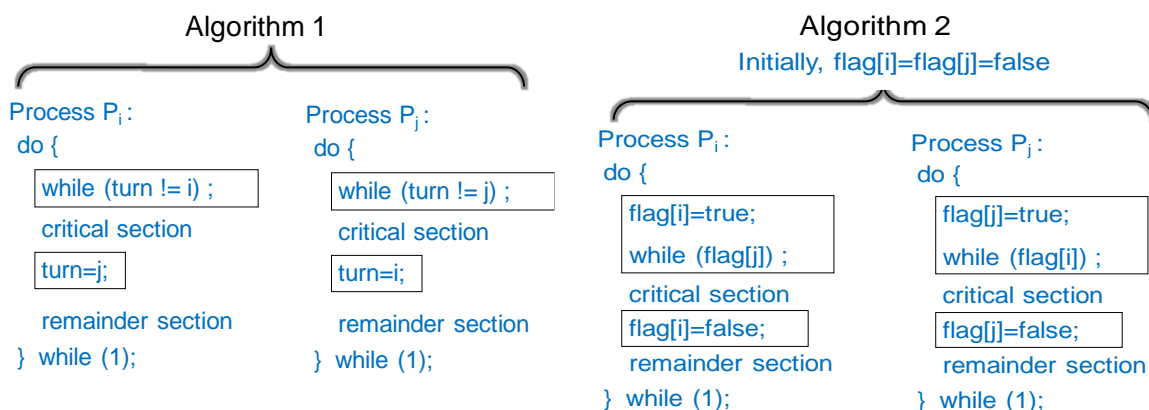 Algorithm 1
Process Pi :
do {
while (turn != i) ;
critical section
turn=j;
remainder section
} while (1);
Process Pj :
do {
while (turn != j) ;
critical section
turn=i;
remainder section
} while (1);
Algorithm 2
Initially, flag[i]=flag[j]=false
Process Pi :
do {
flag[i]=true;
while (flag[j]) ;
critical section
flag[i]=false;
remainder section
} while (1);
Process Pj :
do {
flag[j]=true;
while (flag[i]) ;
critical section
flag[j]=false;
remainder section
} while (1);